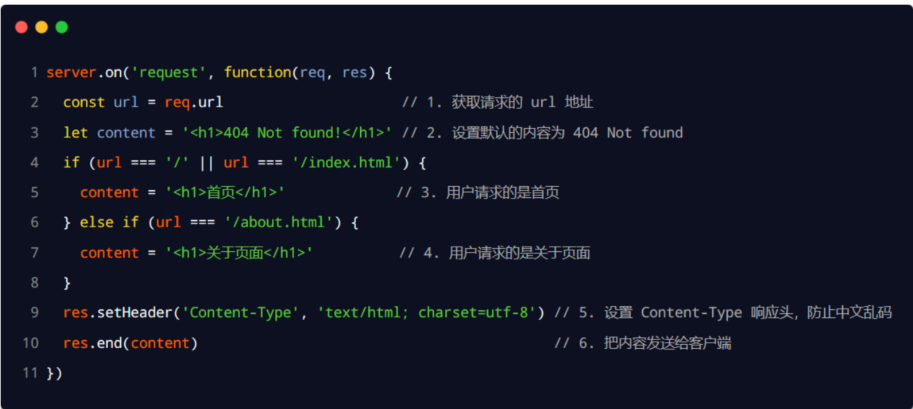 1 server.on('request', function(req, res) {
2 const url = req.url // 1. 获取请求的 url 地址
3 let content = '<h1>404 Not found!</h1>' // 2. 设置默认的内容为 404 Not found
4 if (url === '/' || url === '/index.html') {
5 content = '<h1>首页</h1>' // 3. 用户请求的是首页
6 } else if (url === '/about.html') {
7 content = '<h1>关于页面</h1>' // 4. 用户请求的是关于页面
8 }
9 res.setHeader('Content-Type', 'text/html; charset=utf-8') // 5. 设置 Content-Type 响应头，防止中文乱码
10 res.end(content) // 6. 把内容发送给客户端
11 })